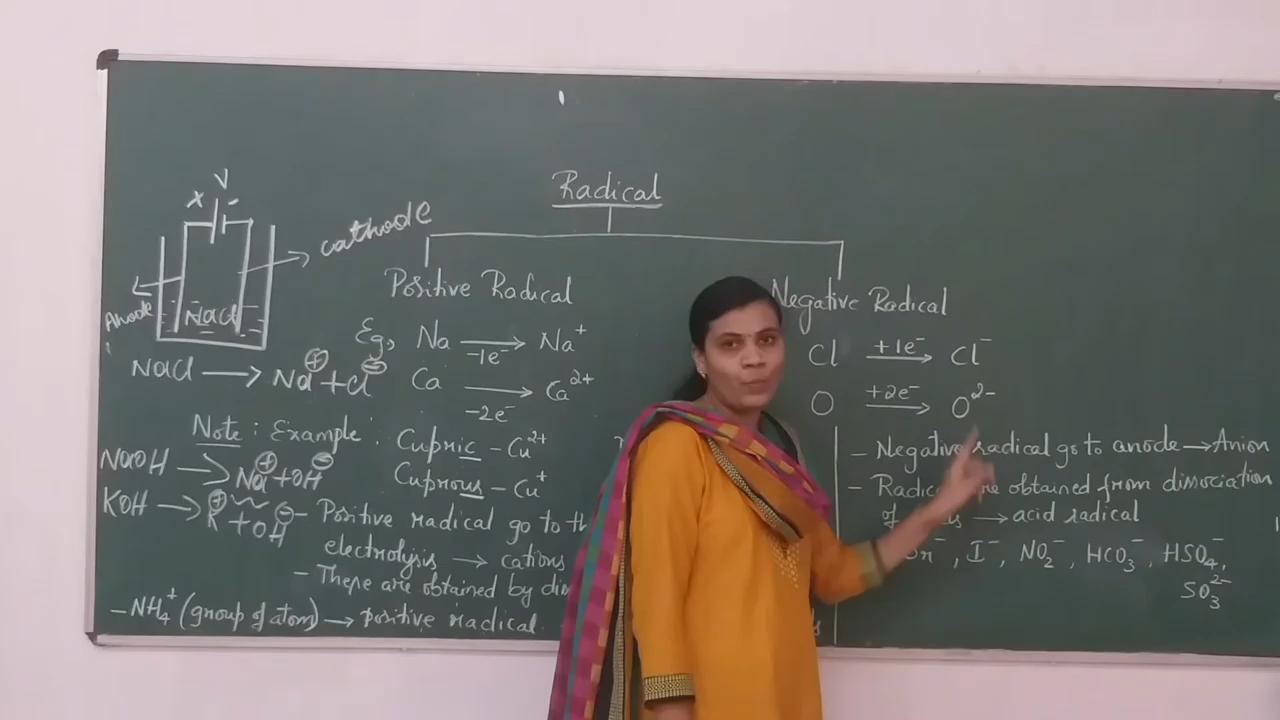 Radical
V
x -
cathode
Anode
NaCl
NaCl → Na⊕ + Cl⊖
Positive Radical
Eg, Na → Na⁺
-1e⁻
Ca → Ca²⁺
-2e⁻
Note : Example : Cupric - Cu²⁺
Cuprous - Cu⁺
NaOH → Na⊕ + OH⊖
KOH → K⊕ + OH⊖
- Positive radical go to
electrolysis → cations
- These are obtained by
- NH₄⁺ (group of atom) → positive radical.
Negative Radical
Cl +1e⁻→ Cl⁻
O +2e⁻→ O²⁻
- Negative radical go to anode → Anion
- are obtained from dissociation
of → acid radical
, I⁻, NO₂⁻, HCO₃⁻, HSO₄⁻,
SO₃²⁻